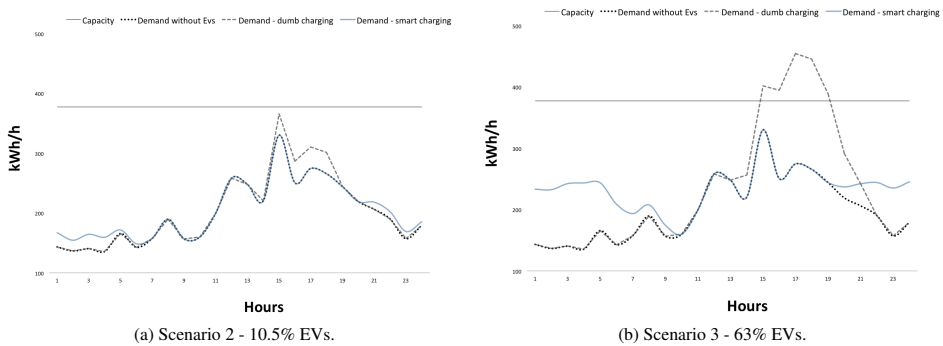 Capacity Demand without Evs Demand - dumb charging Demand - smart charging
500
400
300
200
100
kWh/h
1 3 5 7 9 11 13 15 17 19 21 23
Hours
(a) Scenario 2 - 10.5% EVs.
Capacity Demand without Evs Demand - dumb charging Demand - smart charging
500
400
300
200
100
kWh/h
1 3 5 7 9 11 13 15 17 19 21 23
Hours
(b) Scenario 3 - 63% EVs.